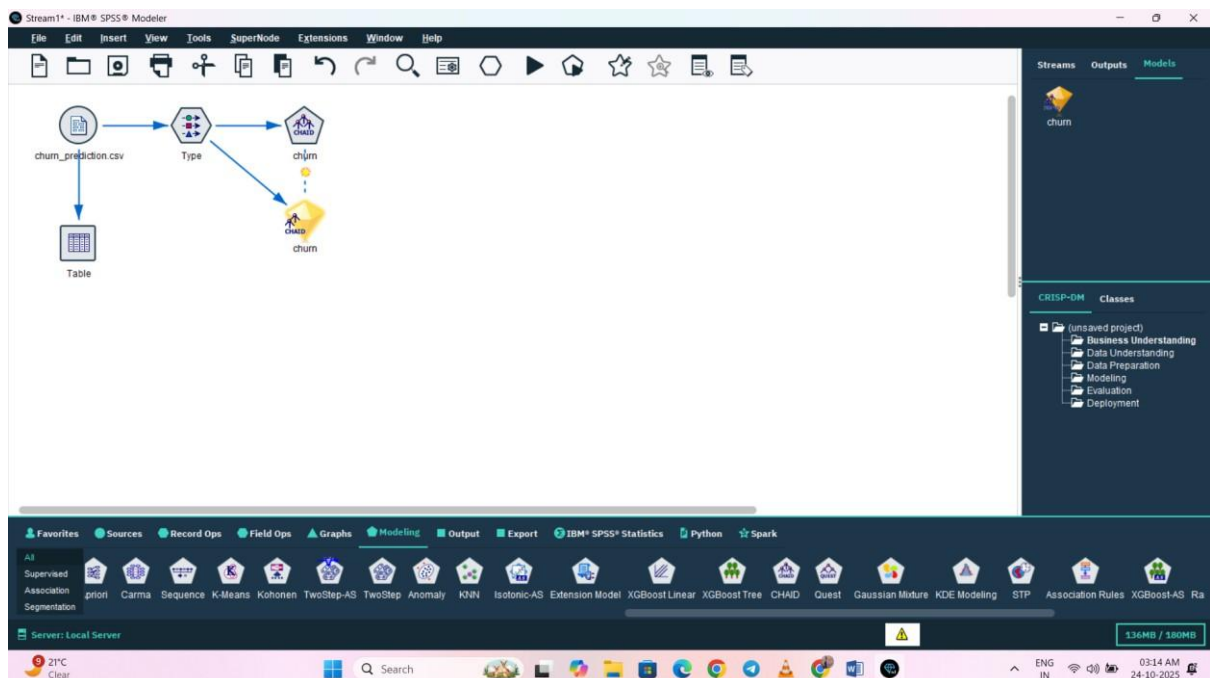 Stream1* - IBM® SPSS® Modeler
File Edit Insert View Tools SuperNode Extensions Window Help
Streams Outputs Models
churn
churn_prediction.csv
Type
CHAID
churn
CHAID
churn
Table
CRISP-DM Classes
(unsaved project)
Business Understanding
Data Understanding
Data Preparation
Modeling
Evaluation
Deployment
Favorites Sources Record Ops Field Ops Graphs Modeling Output Export IBM® SPSS® Statistics Python Spark
All
Supervised
Association
Segmentation
priori Carma Sequence K-Means Kohonen TwoStep-AS TwoStep Anomaly KNN Isotonic-AS Extension Model XGBoost Linear XGBoost Tree CHAID Quest Gaussian Mixture KDE Modeling STP Association Rules XGBoost-AS Ra
Server: Local Server
136MB / 180MB
9
21°C
Clear
Search
ENG
IN
03:14 AM
24-10-2025